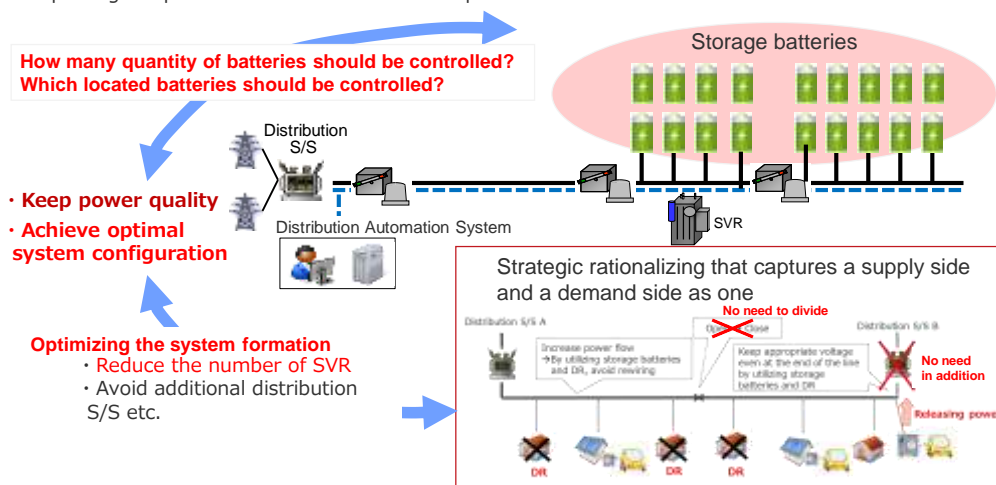 How many quantity of batteries should be controlled?
Which located batteries should be controlled?
Storage batteries
Distribution
S/S
・Keep power quality
・Achieve optimal
system configuration
Distribution Automation System
SVR
Optimizing the system formation
・Reduce the number of SVR
・Avoid additional distribution
S/S etc.
Strategic rationalizing that captures a supply side
and a demand side as one
No need to divide
Distribution S/S A
Close
Distribution S/S B
Increase power flow
→By utilizing storage batteries
and DR, avoid rewiring
Keep appropriate voltage
even at the end of the line
by utilizing storage
batteries and DR
No need
in addition
Releasing power
DR
DR
DR